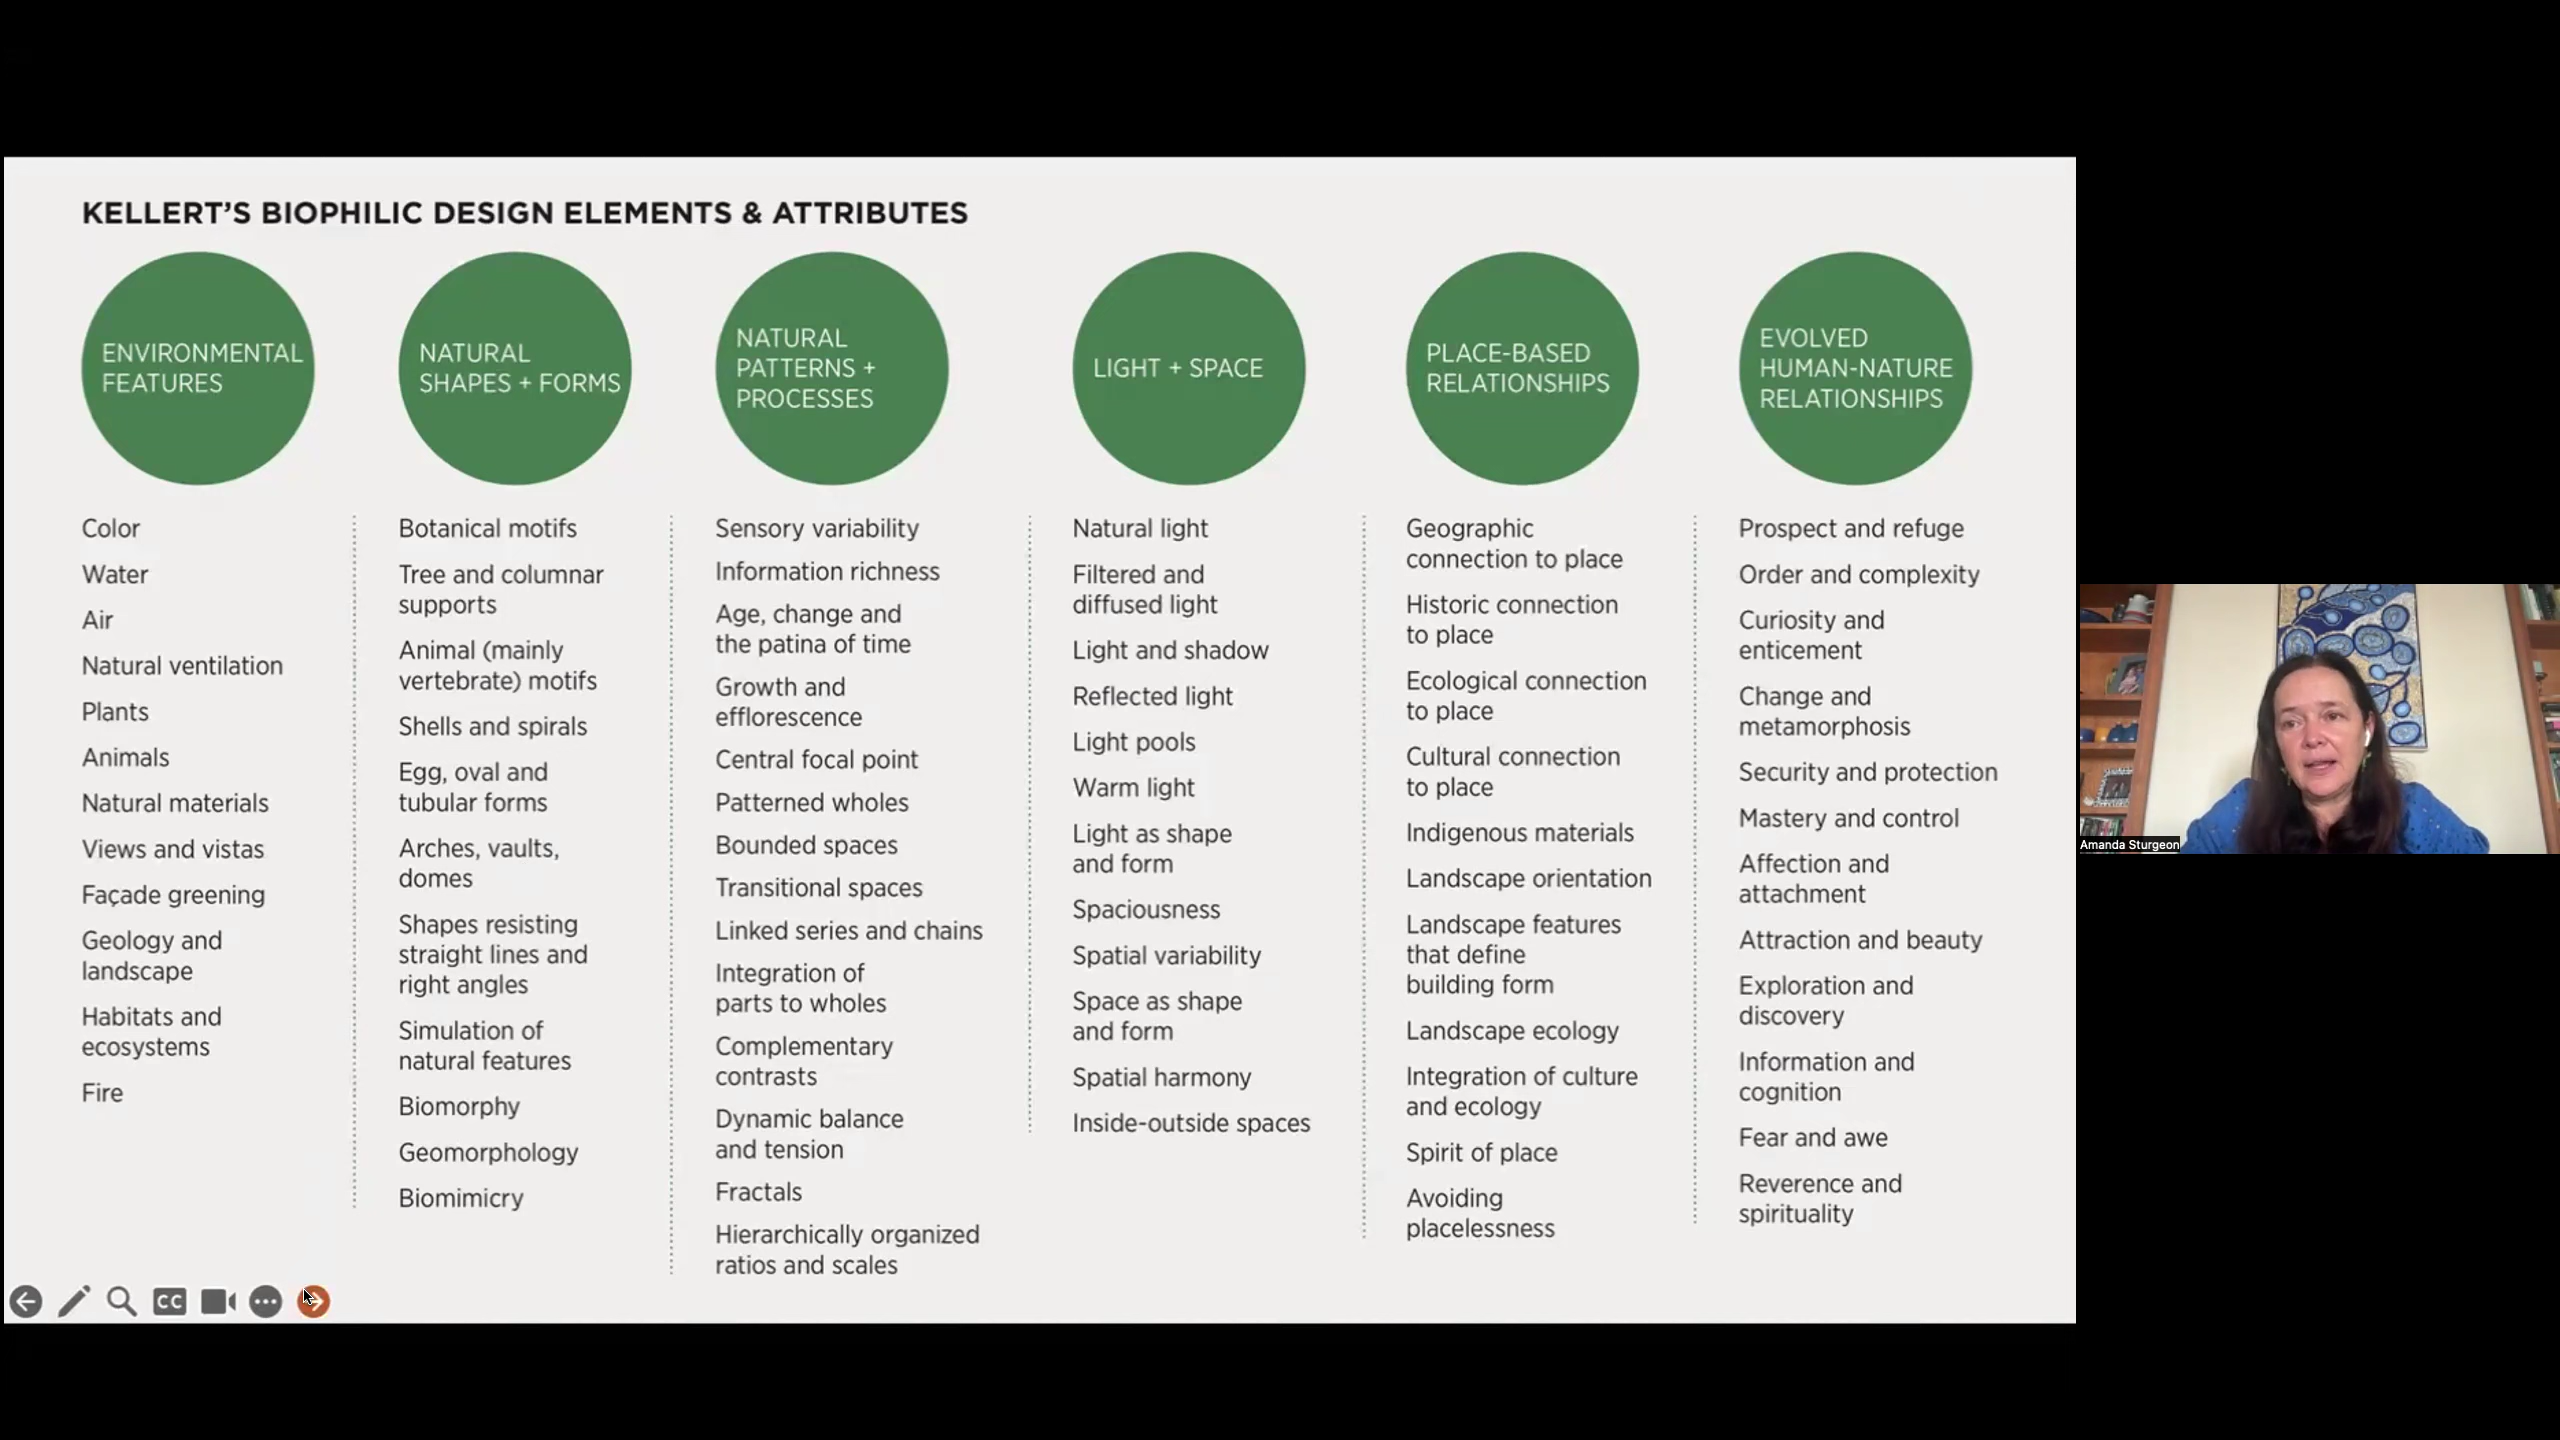 KELLERT’S BIOPHILIC DESIGN ELEMENTS & ATTRIBUTES
ENVIRONMENTAL
FEATURES
Color
Water
Air
Natural ventilation
Plants
Animals
Natural materials
Views and vistas
Façade greening
Geology and
landscape
Habitats and
ecosystems
Fire
NATURAL
SHAPES + FORMS
Botanical motifs
Tree and columnar
supports
Animal (mainly
vertebrate) motifs
Shells and spirals
Egg, oval and
tubular forms
Arches, vaults,
domes
Shapes resisting
straight lines and
right angles
Simulation of
natural features
Biomorphy
Geomorphology
Biomimicry
NATURAL
PATTERNS +
PROCESSES
Sensory variability
Information richness
Age, change and
the patina of time
Growth and
efflorescence
Central focal point
Patterned wholes
Bounded spaces
Transitional spaces
Linked series and chains
Integration of
parts to wholes
Complementary
contrasts
Dynamic balance
and tension
Fractals
Hierarchically organized
ratios and scales
LIGHT + SPACE
Natural light
Filtered and
diffused light
Light and shadow
Reflected light
Light pools
Warm light
Light as shape
and form
Spaciousness
Spatial variability
Space as shape
and form
Spatial harmony
Inside-outside spaces
PLACE-BASED
RELATIONSHIPS
Geographic
connection to place
Historic connection
to place
Ecological connection
to place
Cultural connection
to place
Indigenous materials
Landscape orientation
Landscape features
that define
building form
Landscape ecology
Integration of culture
and ecology
Spirit of place
Avoiding
placelessness
EVOLVED
HUMAN-NATURE
RELATIONSHIPS
Prospect and refuge
Order and complexity
Curiosity and
enticement
Change and
metamorphosis
Security and protection
Mastery and control
Affection and
attachment
Attraction and beauty
Exploration and
discovery
Information and
cognition
Fear and awe
Reverence and
spirituality
CC
Amanda Sturgeon